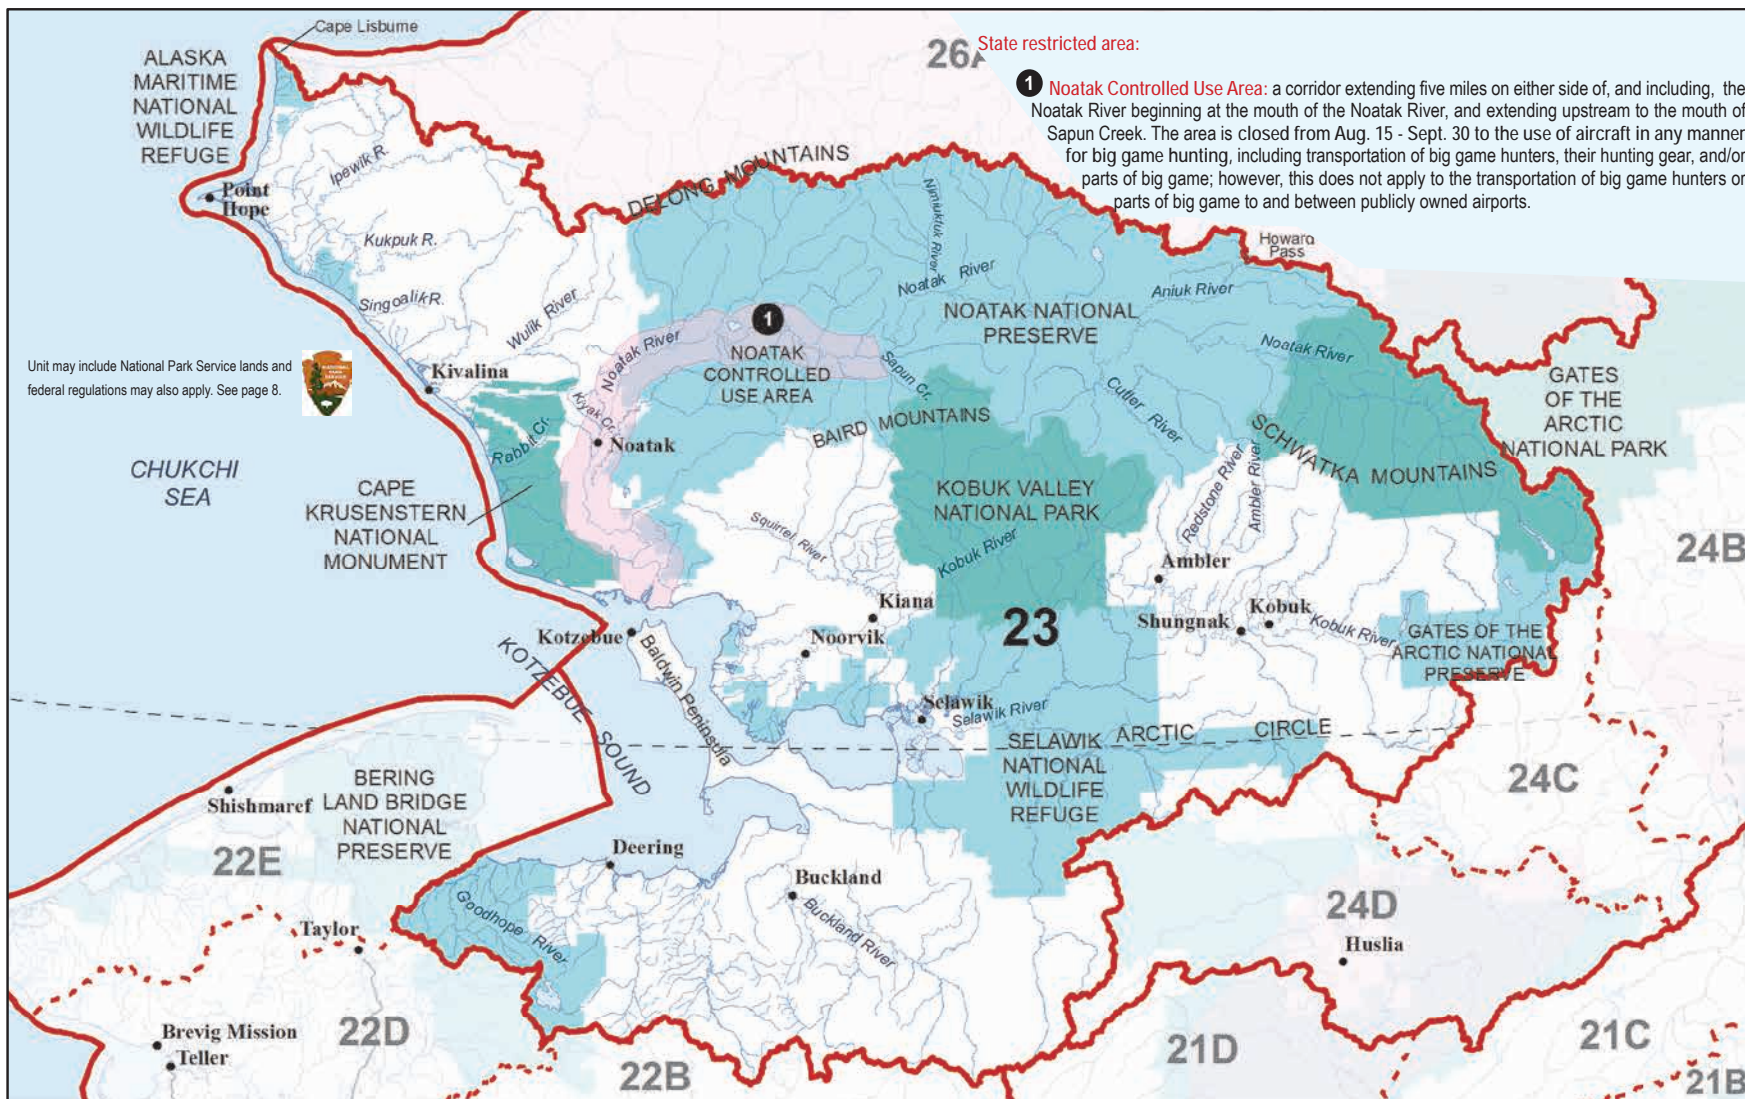 Cape Lisburne
ALASKA
MARITIME
NATIONAL
WILDLIFE
REFUGE
26A
State restricted area:
1 Noatak Controlled Use Area: a corridor extending five miles on either side of, and including, the
Noatak River beginning at the mouth of the Noatak River, and extending upstream to the mouth of
Sapun Creek. The area is closed from Aug. 15 - Sept. 30 to the use of aircraft in any manner
for big game hunting, including transportation of big game hunters, their hunting gear, and/or
parts of big game; however, this does not apply to the transportation of big game hunters or
parts of big game to and between publicly owned airports.
Ipewik R.
DELONG MOUNTAINS
Point
Hope
Nimiuktuk River
Kukpuk R.
Howard
Pass
Noatak River
Aniuk River
Singoalik R.
Wulik River
NOATAK NATIONAL
PRESERVE
1
Noatak River
NOATAK
CONTROLLED
USE AREA
Noatak River
Sapun Cr.
Unit may include National Park Service lands and
federal regulations may also apply. See page 8.
NATIONAL
PARK
SERVICE
Kivalina
Kiyak Cr.
Cutler River
GATES
OF THE
ARCTIC
NATIONAL PARK
Rabbit Cr.
Noatak
BAIRD MOUNTAINS
SCHWATKA MOUNTAINS
CHUKCHI
SEA
CAPE
KRUSENSTERN
NATIONAL
MONUMENT
KOBUK VALLEY
NATIONAL PARK
Redstone River
Ambler River
Squirrel River
Kobuk River
24B
Ambler
Kiana
23
Kobuk
Shungnak
Kobuk River
Kotzebue
Noorvik
GATES OF THE
ARCTIC NATIONAL
PRESERVE
Baldwin Peninsula
KOTZEBUE SOUND
Selawik
Selawik River
ARCTIC CIRCLE
SELAWIK
NATIONAL
WILDLIFE
REFUGE
24C
BERING
LAND BRIDGE
NATIONAL
PRESERVE
Shishmaref
22E
Deering
Buckland
Buckland River
Goodhope River
24D
Huslia
Taylor
22D
Brevig Mission
Teller
22B
21D
21C
21B